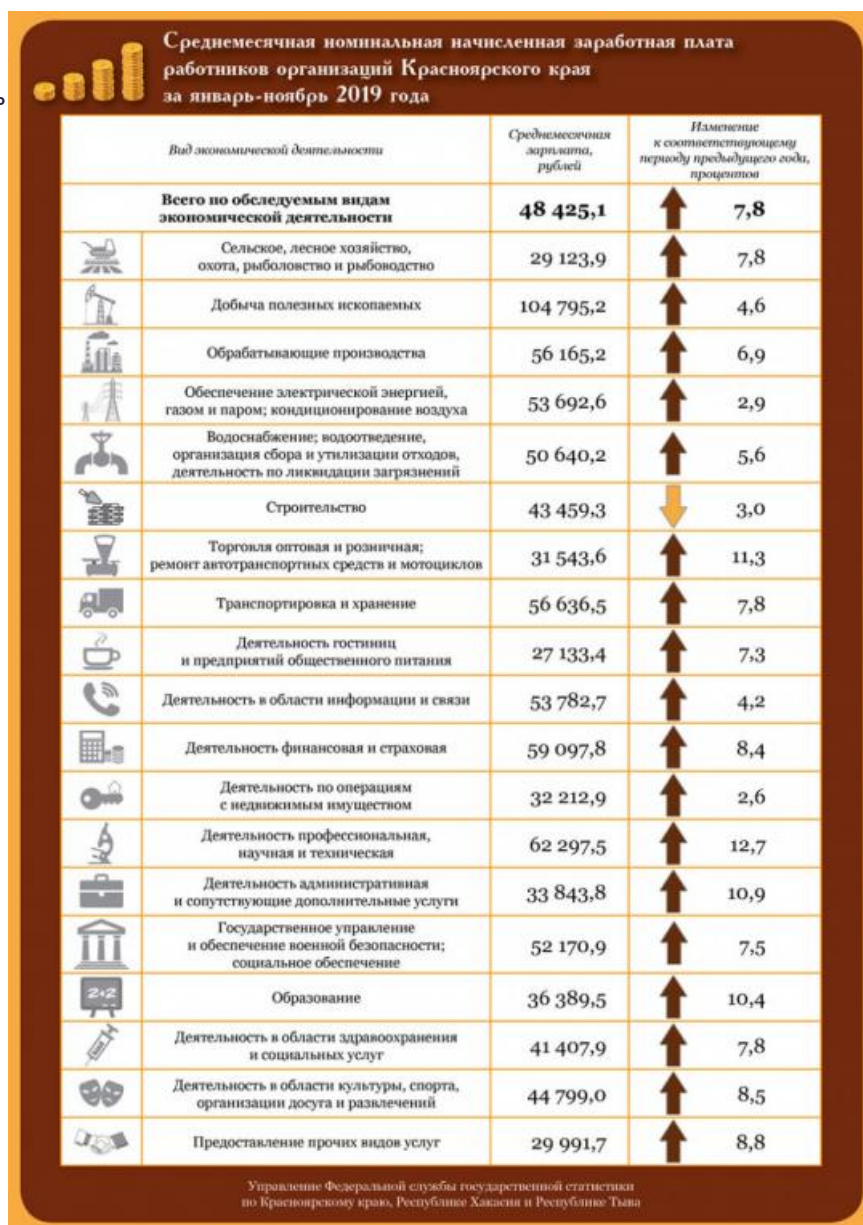 Среднемесячная номинальная начисленная заработная плата
работников организаций Красноярского края
за январь-ноябрь 2019 года
Вид экономической деятельности
Среднемесячная
зарплата,
рублей
Изменение
к соответствующему
периоду предыдущего года,
процентов
Всего по обследуемым видам
экономической деятельности
48 425,1
7,8
Сельское, лесное хозяйство,
охота, рыболовство и рыбоводство
29 123,9
7,8
Добыча полезных ископаемых
104 795,2
4,6
Обрабатывающие производства
56 165,2
6,9
Обеспечение электрической энергией,
газом и паром; кондиционирование воздуха
53 692,6
2,9
Водоснабжение; водоотведение,
организация сбора и утилизации отходов,
деятельность по ликвидации загрязнений
50 640,2
5,6
Строительство
43 459,3
3,0
Торговля оптовая и розничная;
ремонт автотранспортных средств и мотоциклов
31 543,6
11,3
Транспортировка и хранение
56 636,5
7,8
Деятельность гостиниц
и предприятий общественного питания
27 133,4
7,3
Деятельность в области информации и связи
53 782,7
4,2
Деятельность финансовая и страховая
59 097,8
8,4
Деятельность по операциям
с недвижимым имуществом
32 212,9
2,6
Деятельность профессиональная,
научная и техническая
62 297,5
12,7
Деятельность административная
и сопутствующие дополнительные услуги
33 843,8
10,9
Государственное управление
и обеспечение военной безопасности;
социальное обеспечение
52 170,9
7,5
2+2
Образование
36 389,5
10,4
Деятельность в области здравоохранения
и социальных услуг
41 407,9
7,8
Деятельность в области культуры, спорта,
организации досуга и развлечений
44 799,0
8,5
Предоставление прочих видов услуг
29 991,7
8,8
Управление Федеральной службы государственной статистики
по Красноярскому краю, Республике Хакасия и Республике Тыва